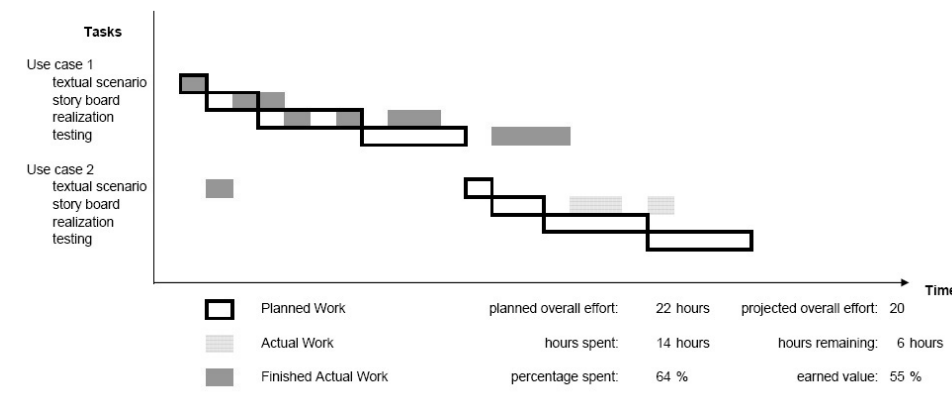 Tasks
Use case 1
textual scenario
story board
realization
testing
Use case 2
textual scenario
story board
realization
testing
Time
Planned Work planned overall effort: 22 hours projected overall effort: 20
Actual Work hours spent: 14 hours hours remaining: 6 hours
Finished Actual Work percentage spent: 64 % earned value: 55 %